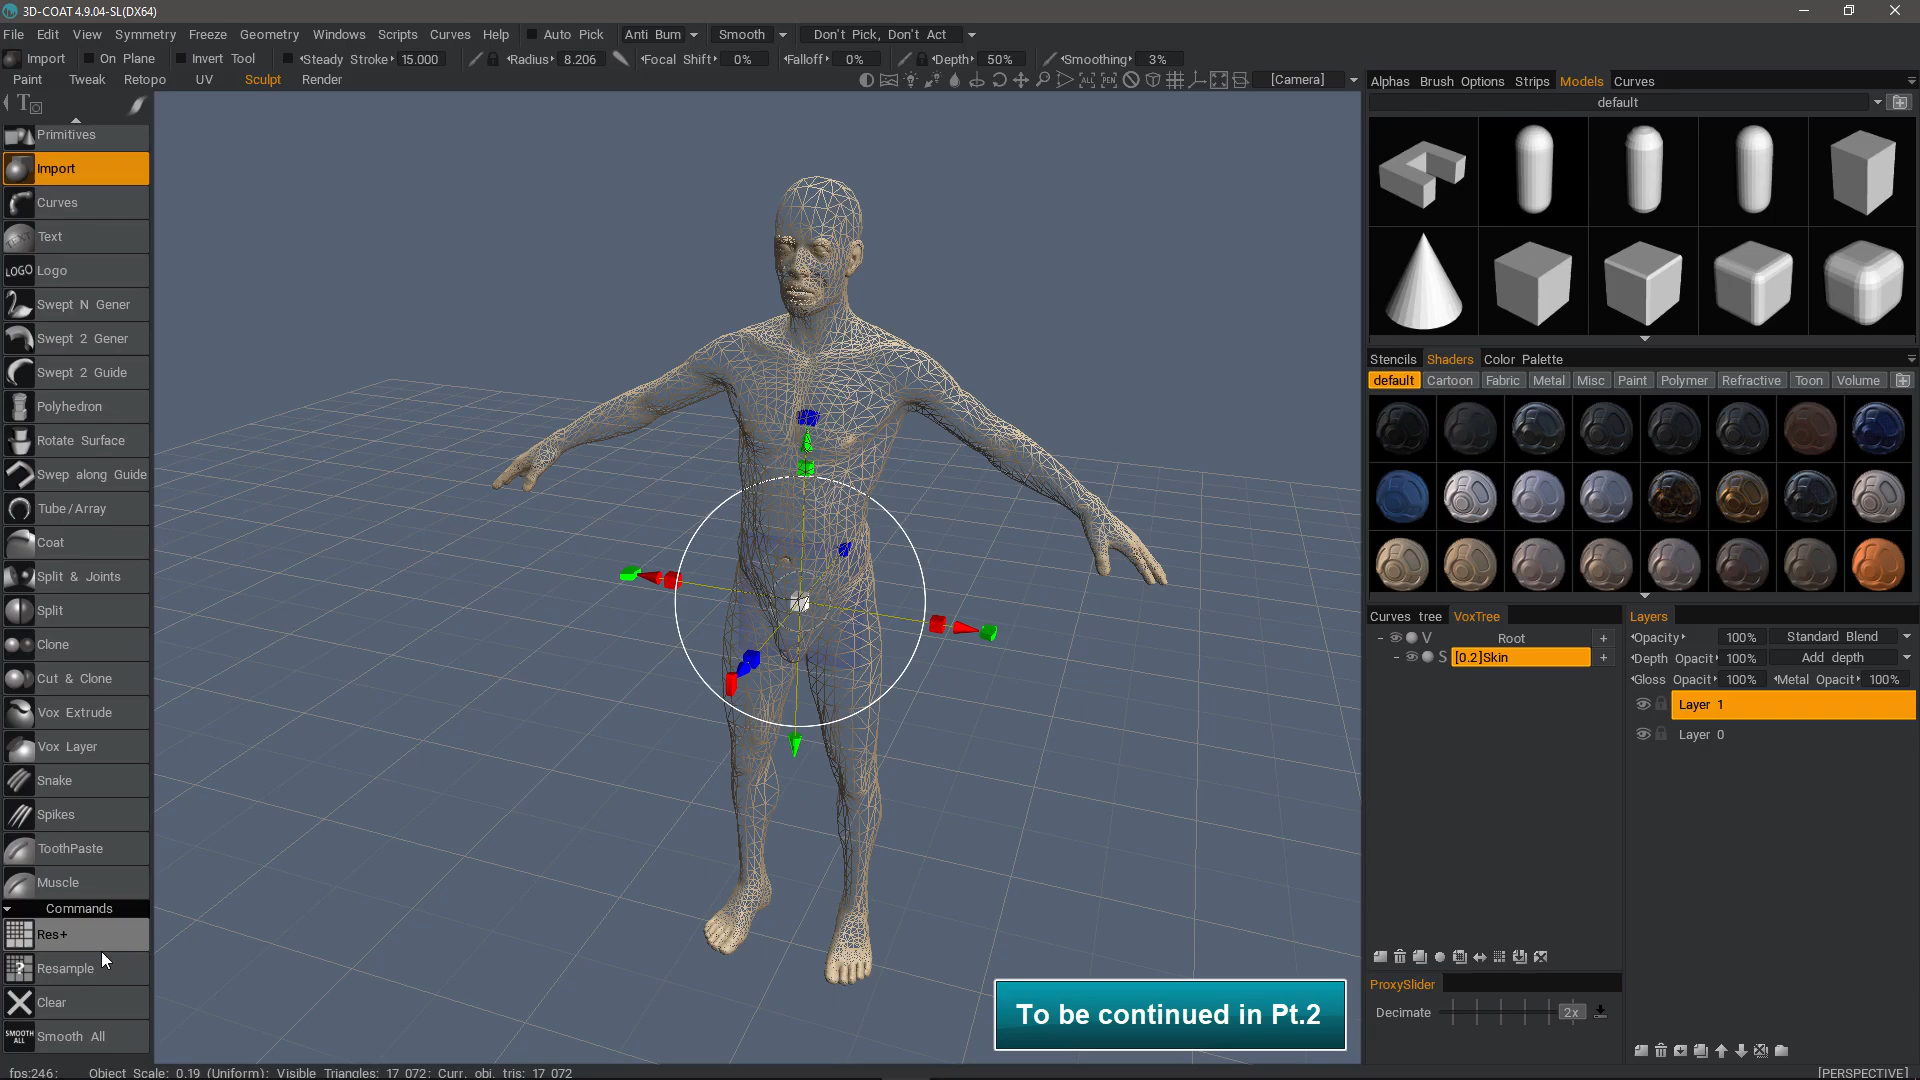 3D-COAT 4.9.04-SL(DX64)
File Edit View Symmetry Freeze Geometry Windows Scripts Curves Help Auto Pick Anti Bum Smooth Don't Pick, Don't Act
Import On Plane Invert Tool Steady Stroke 15.000 Radius 8.206 Focal Shift 0% Falloff 0% Depth 50% Smoothing 3%
Paint Tweak Retopo UV Sculpt Render [Camera]
Primitives
Import
Curves
Text
LOGO Logo
Swept N Gener
Swept 2 Gener
Swept 2 Guide
Polyhedron
Rotate Surface
Swep along Guide
Tube/Array
Coat
Split & Joints
Split
Clone
Cut & Clone
Vox Extrude
Vox Layer
Snake
Spikes
ToothPaste
Muscle
Commands
Res+
Resample
Clear
SMOOTH ALL Smooth All
To be continued in Pt.2
Alphas Brush Options Strips Models Curves
default
Stencils Shaders Color Palette
default Cartoon Fabric Metal Misc Paint Polymer Refractive Toon Volume
Curves tree VoxTree
V Root +
S [0.2]Skin +
ProxySlider
Decimate 2x
Layers
Opacity 100% Standard Blend
Depth Opacit 100% Add depth
Gloss Opacit 100% Metal Opacit 100%
Layer 1
Layer 0
fps:246; Object Scale: 0.19 (Uniform); Visible Triangles: 17 072; Curr. obj. tris: 17 072 [PERSPECTIVE]